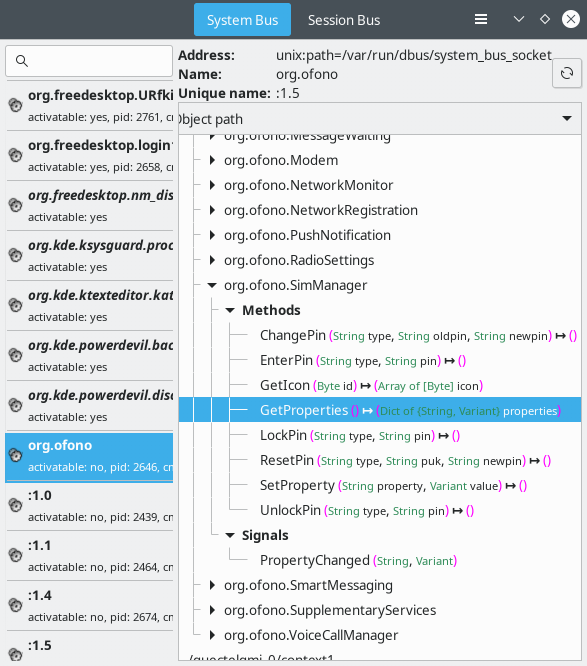 System Bus
Session Bus
Address: unix:path=/var/run/dbus/system_bus_socket
Name: org.ofono
Unique name: :1.5
org.freedesktop.URfki
activatable: yes, pid: 2761, cn
org.freedesktop.login
activatable: yes, pid: 2658, cn
org.freedesktop.nm_dis
activatable: yes
org.kde.ksysguard.proc
activatable: yes
org.kde.ktexteditor.kat
activatable: yes
org.kde.powerdevil.bac
activatable: yes
org.kde.powerdevil.disc
activatable: yes
org.ofono
activatable: no, pid: 2646, cn
:1.0
activatable: no, pid: 2439, cn
:1.1
activatable: no, pid: 2464, cn
:1.4
activatable: no, pid: 2674, cn
:1.5
Object path
org.ofono.MessageWaiting
org.ofono.Modem
org.ofono.NetworkMonitor
org.ofono.NetworkRegistration
org.ofono.PushNotification
org.ofono.RadioSettings
org.ofono.SimManager
Methods
ChangePin (String type, String oldpin, String newpin) ↦ ()
EnterPin (String type, String pin) ↦ ()
GetIcon (Byte id) ↦ (Array of [Byte] icon)
GetProperties () ↦ (Dict of {String, Variant} properties)
LockPin (String type, String pin) ↦ ()
ResetPin (String type, String puk, String newpin) ↦ ()
SetProperty (String property, Variant value) ↦ ()
UnlockPin (String type, String pin) ↦ ()
Signals
PropertyChanged (String, Variant)
org.ofono.SmartMessaging
org.ofono.SupplementaryServices
org.ofono.VoiceCallManager